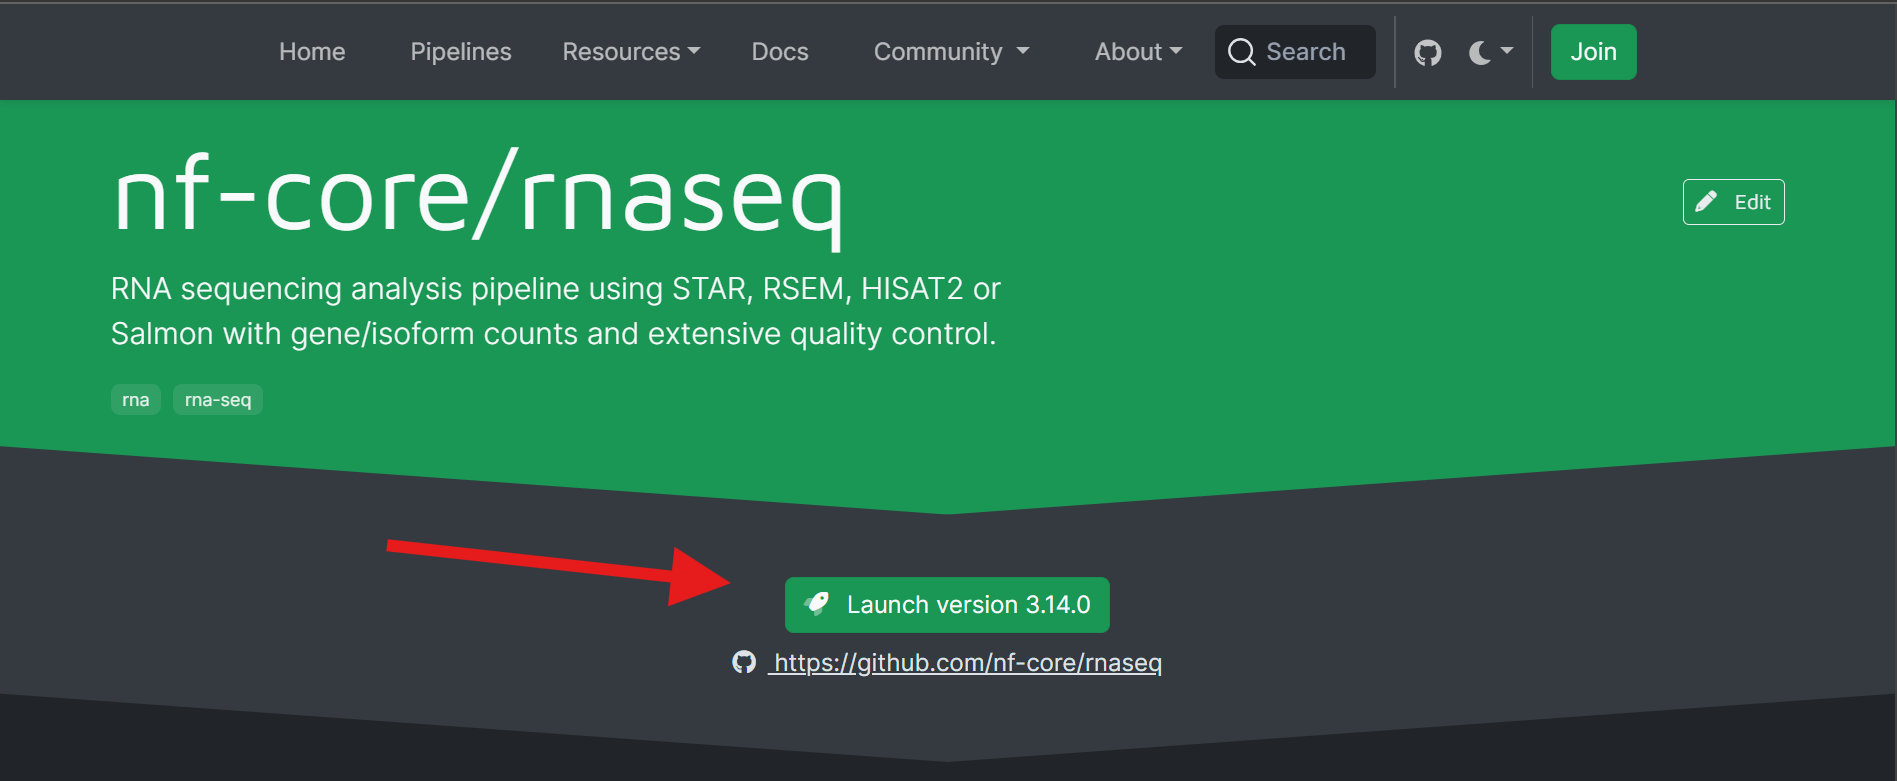 Home Pipelines Resources Docs Community About Search Join
nf-core/rnaseq
Edit
RNA sequencing analysis pipeline using STAR, RSEM, HISAT2 or
Salmon with gene/isoform counts and extensive quality control.
rna rna-seq
Launch version 3.14.0
https://github.com/nf-core/rnaseq